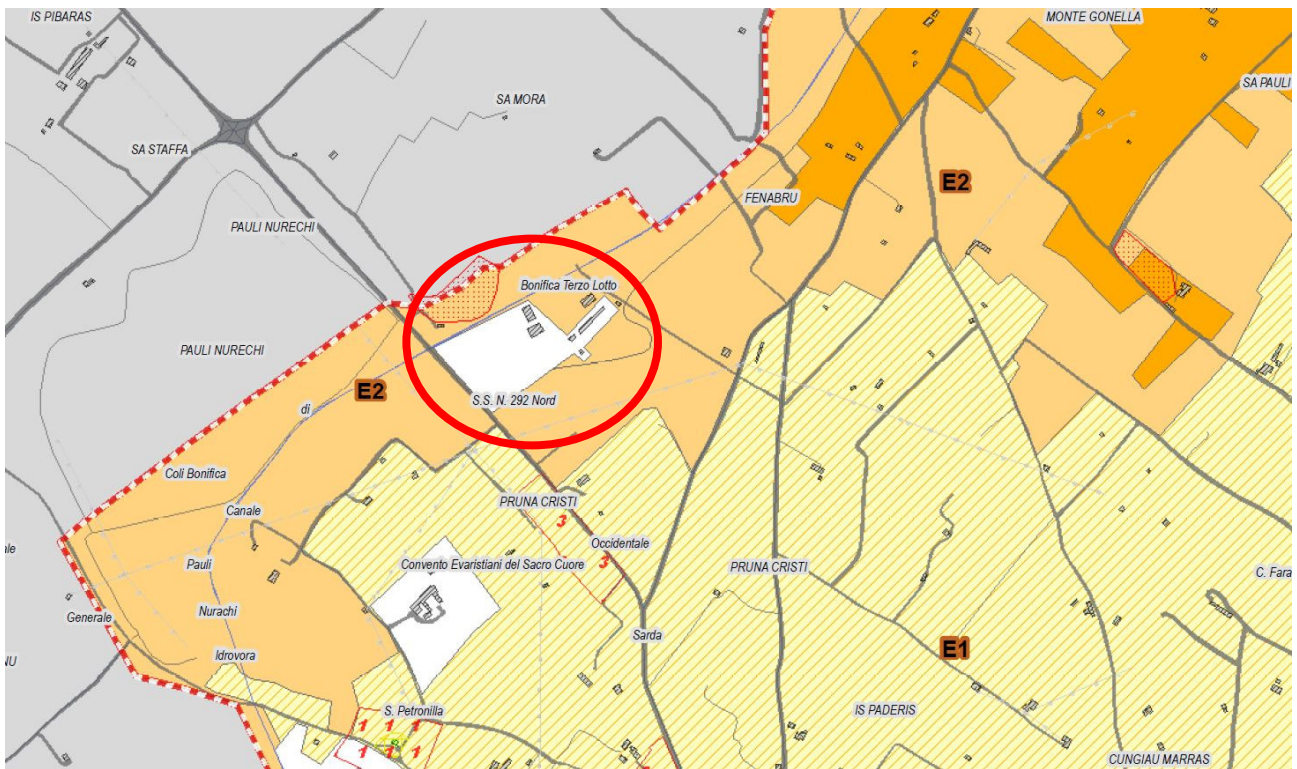 IS PIBARAS
MONTE GONELLA
SA PAULI
SA MORA
SA STAFFA
E2
FENABRU
PAULI NURECHI
Bonifica Terzo Lotto
PAULI NURECHI
E2
S.S. N. 292 Nord
di
Coli Bonifica
PRUNA CRISTI
Canale
3
Occidentale
3
Pauli
Convento Evaristiani del Sacro Cuore
PRUNA CRISTI
C. Fara
Nurachi
Generale
Sarda
Idrovora
E1
S. Petronilla
IS PADERIS
1 1 1
1 1 1
CUNGIAU MARRAS